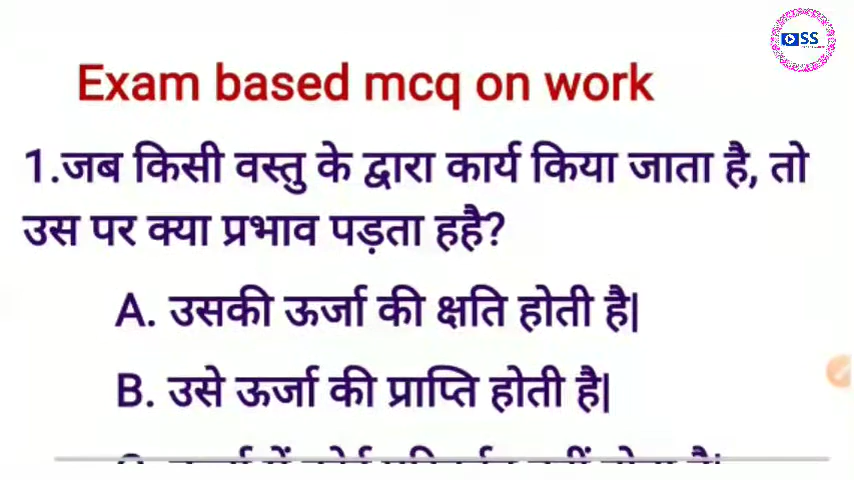 SS
Exam based mcq on work
1.जब किसी वस्तु के द्वारा कार्य किया जाता है, तो
उस पर क्या प्रभाव पड़ता हहै?
A. उसकी ऊर्जा की क्षति होती है|
B. उसे ऊर्जा की प्राप्ति होती है|